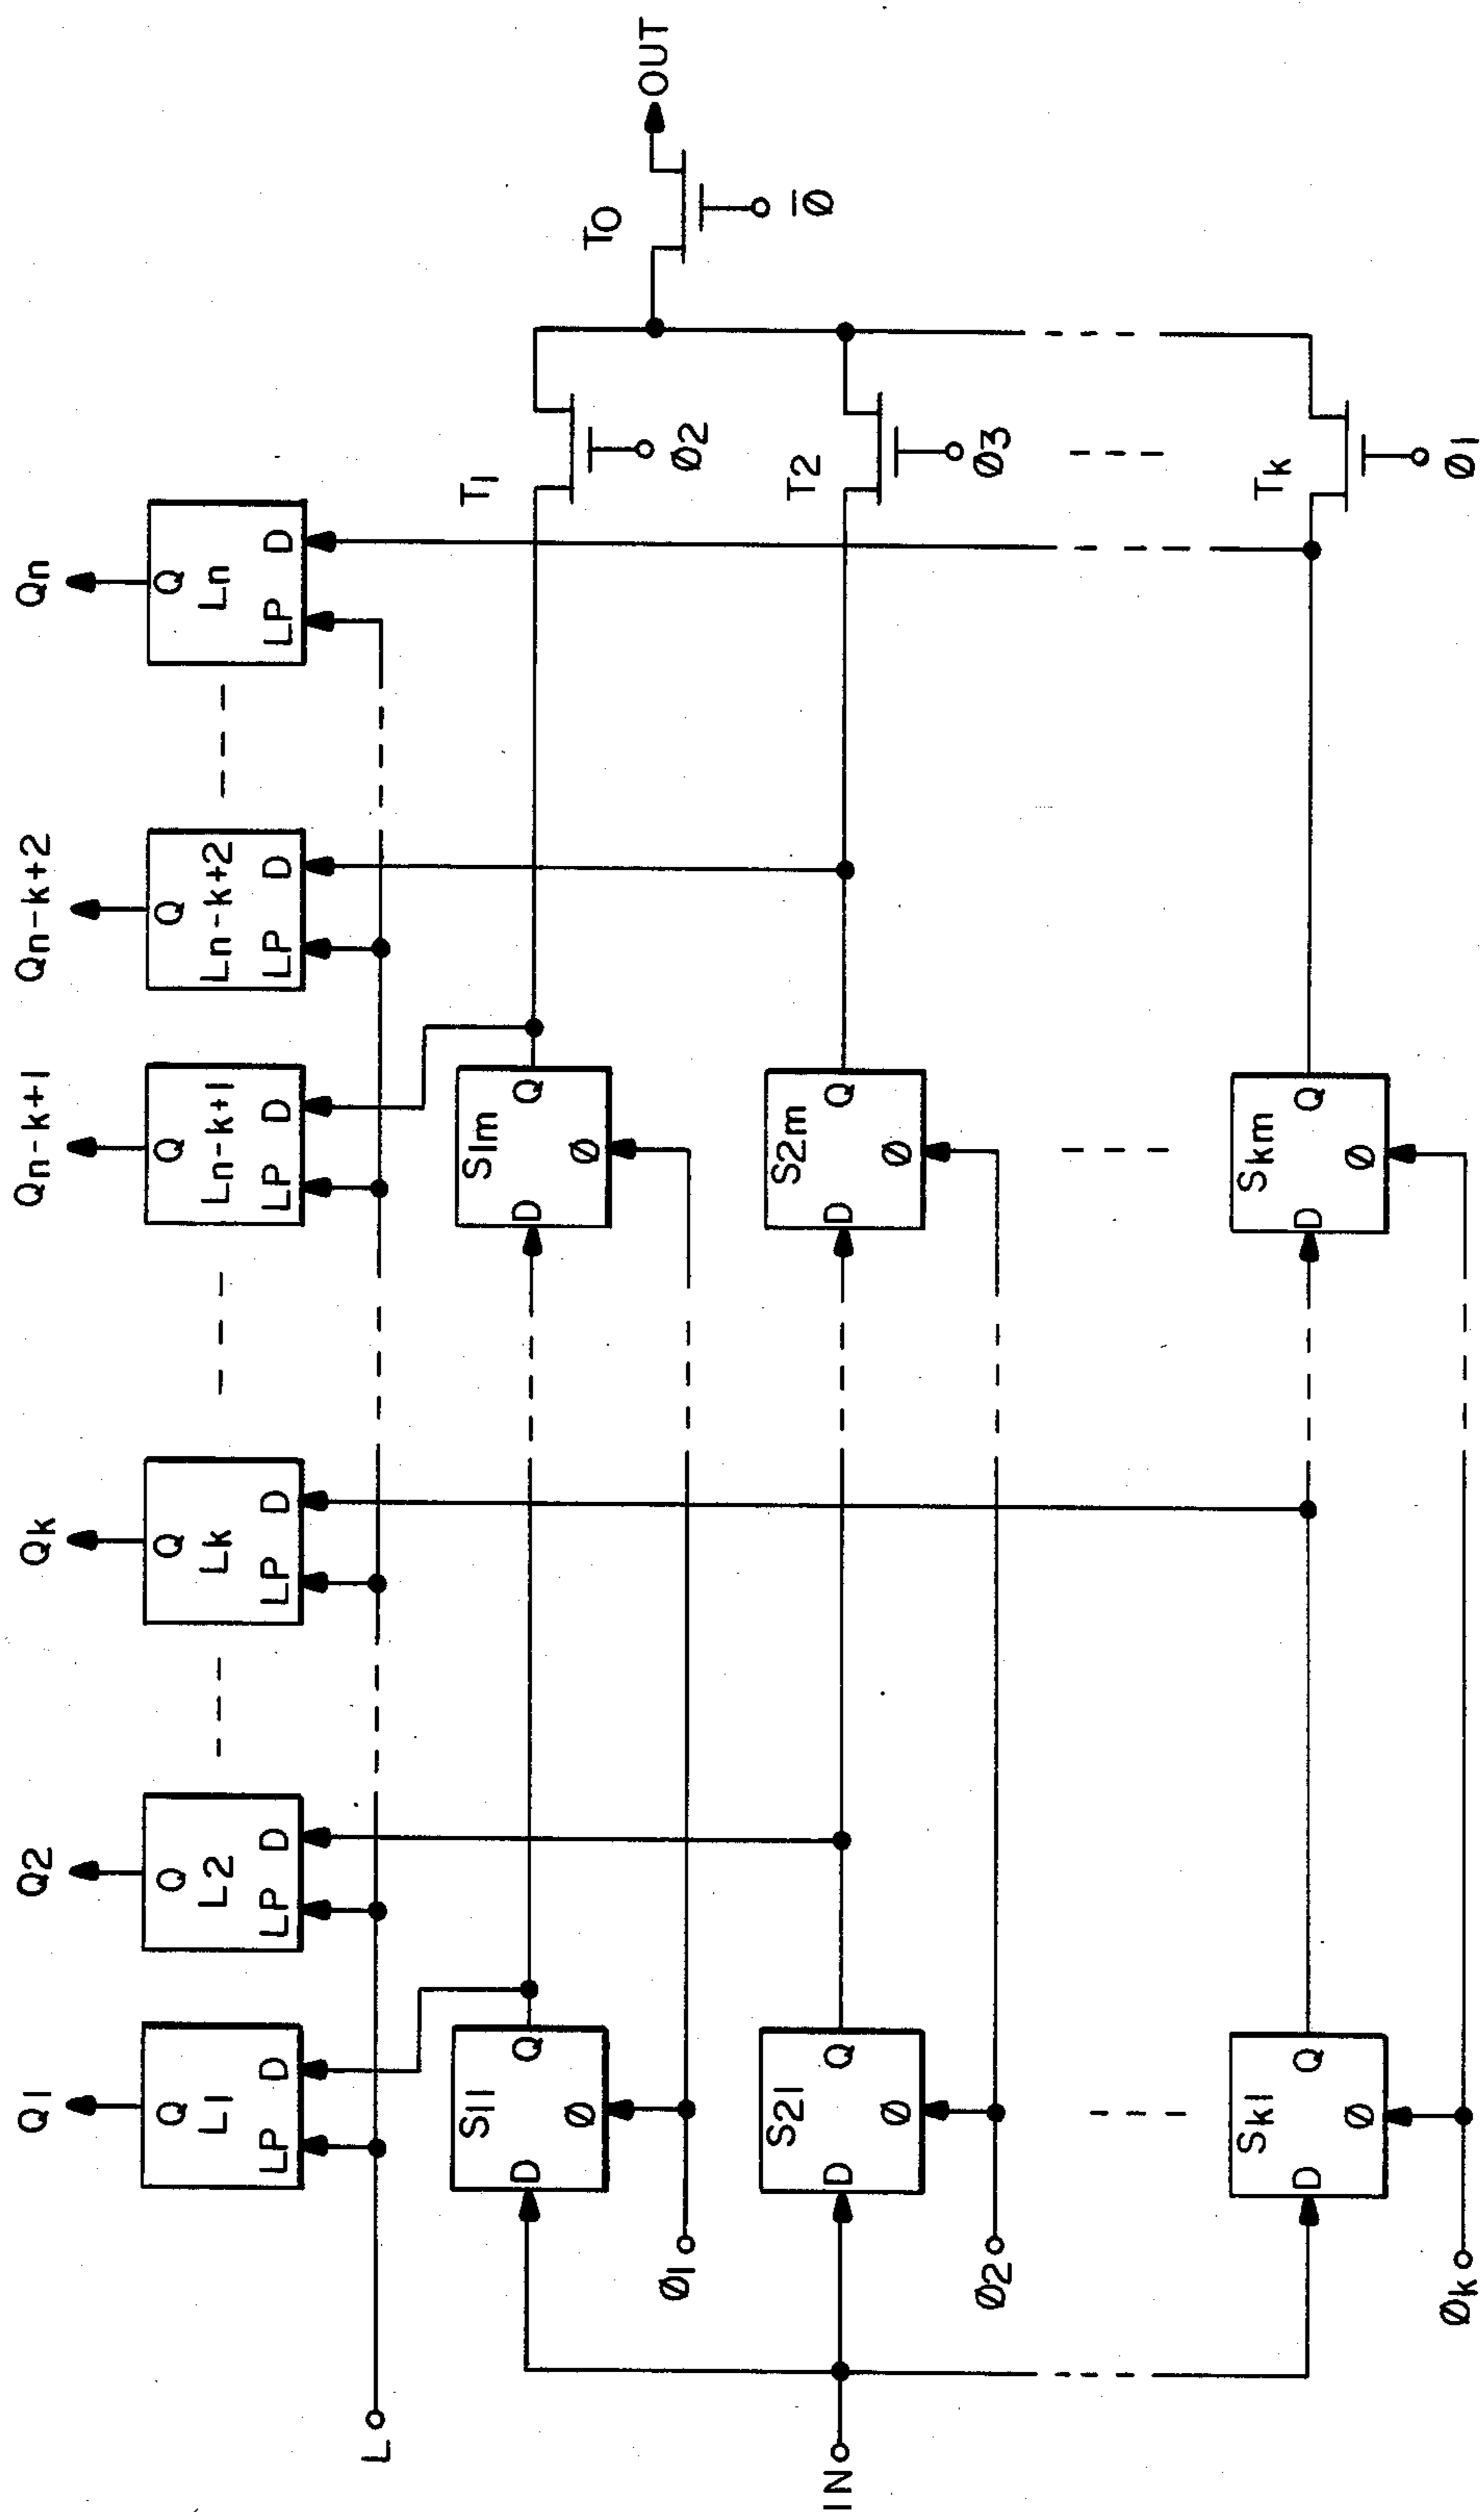 Q1 Q2 Qk Qn-k+1 Qn-k+2 Qn
Q Q Q Q Q Q
L1 L2 Lk Ln-k+1 Ln-k+2 Ln
LP D LP D LP D LP D LP D LP D
L
S11 S1m
D Q D Q
Ø Ø
Ø1
T1
Ø2
T0
OUT
Ø̅
IN
S21 S2m
D Q D Q
Ø Ø
Ø2
T2
Ø3
Sk1 Skm
D Q D Q
Ø Ø
Øk
Tk
Ø1